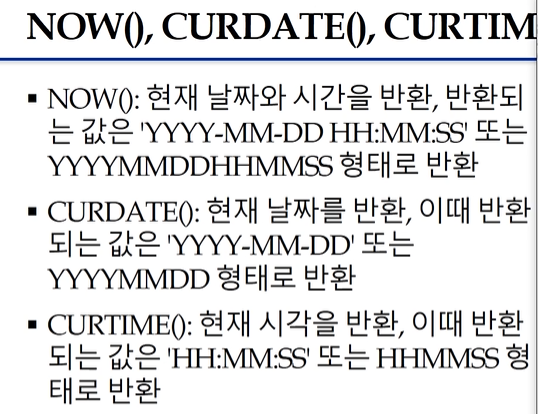 NOW(), CURDATE(), CURTIM
▪ NOW(): 현재 날짜와 시간을 반환, 반환되
는 값은 'YYYY-MM-DD HH:MM:SS' 또는
YYYYMMDDHHMMSS 형태로 반환
▪ CURDATE(): 현재 날짜를 반환, 이때 반환
되는 값은 'YYYY-MM-DD' 또는
YYYYMMDD 형태로 반환
▪ CURTIME(): 현재 시각을 반환, 이때 반환
되는 값은 'HH:MM:SS' 또는 HHMMSS 형
태로 반환